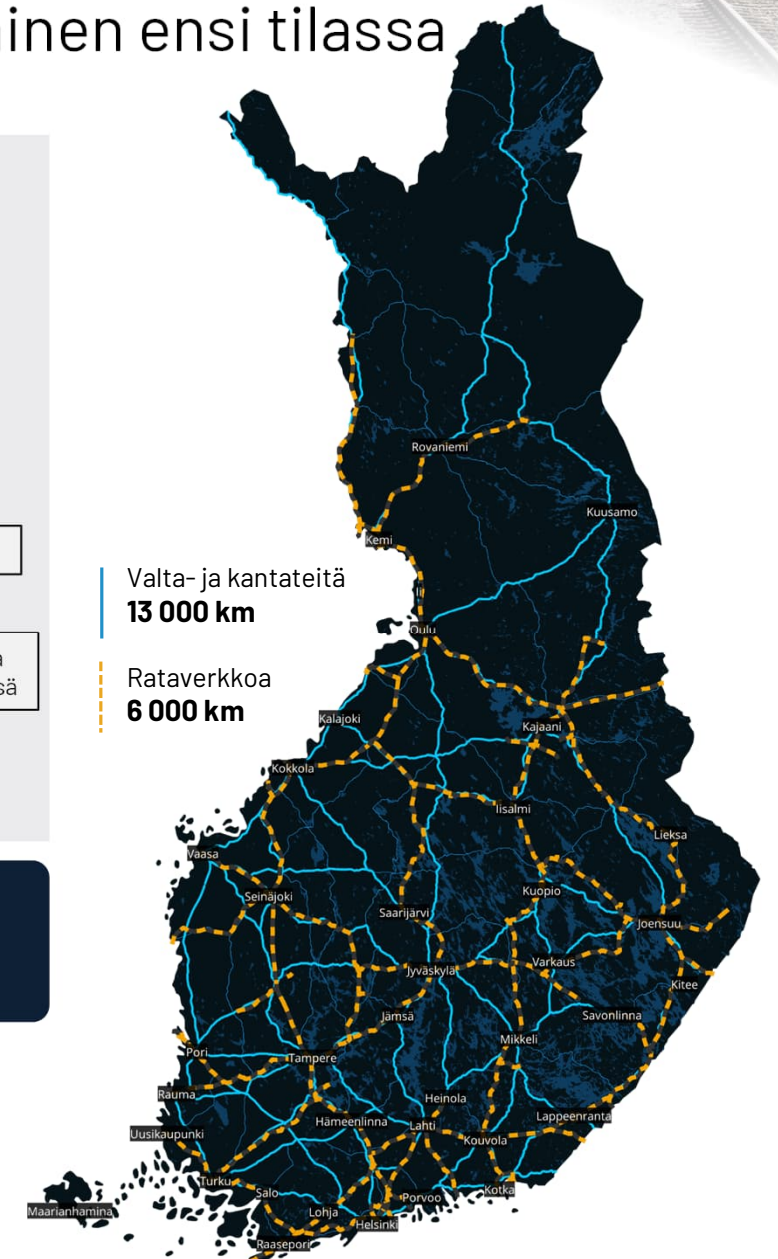 inen ensi tilassa
sä
Valta- ja kantateitä
13 000 km
Rataverkkoa
6 000 km
Rovaniemi
Kuusamo
Kemi
Ii
Oulu
Kalajoki
Kajaani
Kokkola
Iisalmi
Lieksa
Vaasa
Kuopio
Seinäjoki
Saarijärvi
Joensuu
Varkaus
Jyväskylä
Kitee
Jämsä
Savonlinna
Mikkeli
Pori
Tampere
Rauma
Heinola
Hämeenlinna
Lahti
Lappeenranta
Uusikaupunki
Kouvola
Turku
Salo
Kotka
Porvoo
Maarianhamina
Lohja
Helsinki
Raasepori